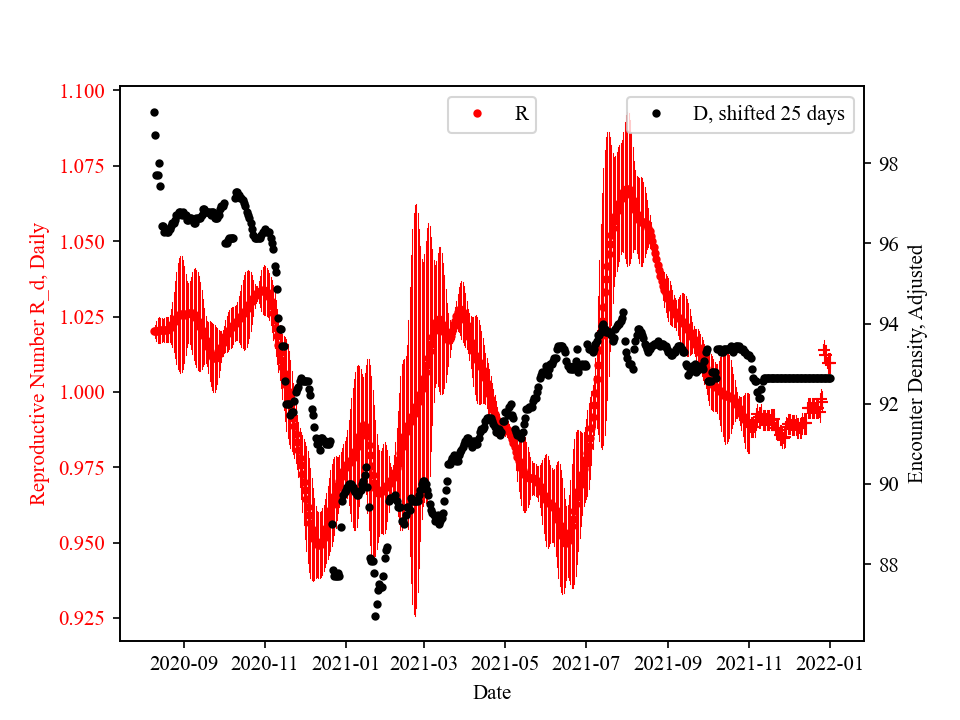 R
D, shifted 25 days
1.100
1.075
1.050
1.025
1.000
0.975
0.950
0.925
Reproductive Number R_d, Daily
98
96
94
92
90
88
Encounter Density, Adjusted
2020-09 2020-11 2021-01 2021-03 2021-05 2021-07 2021-09 2021-11 2022-01
Date